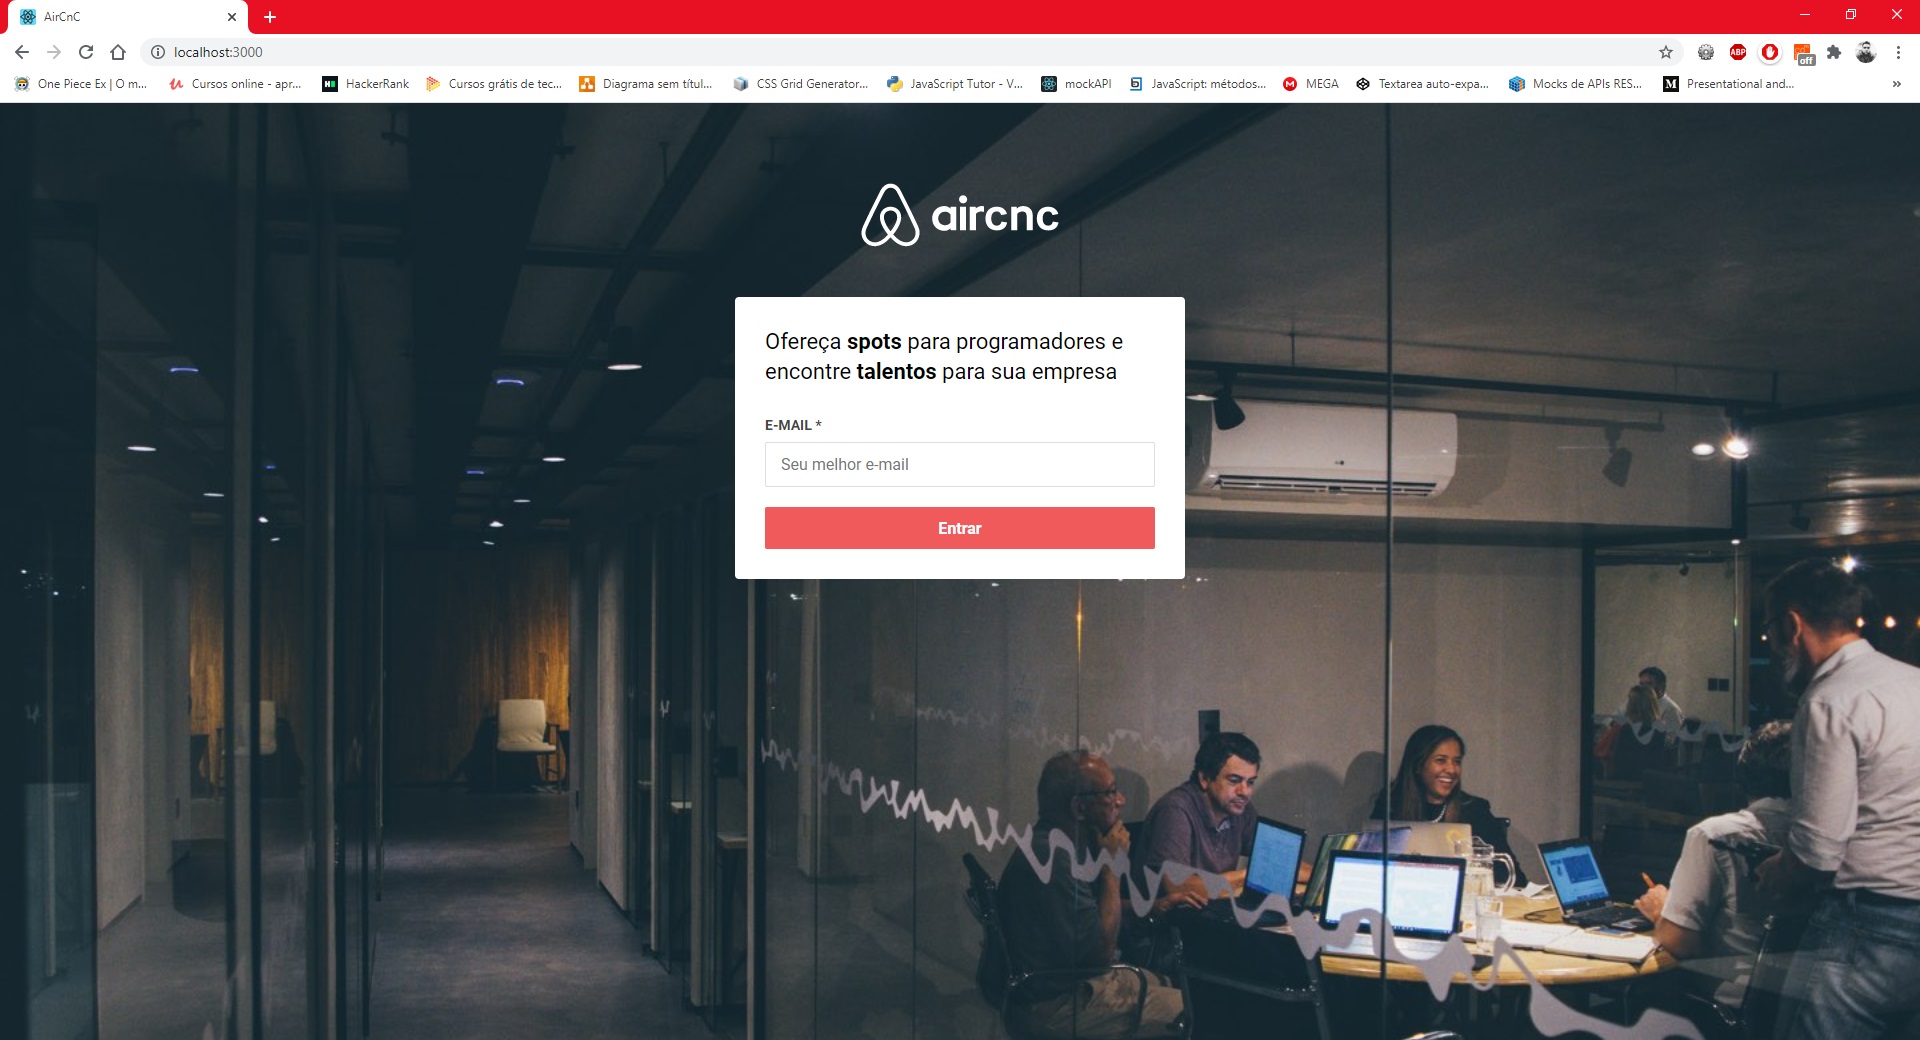 AirCnC
localhost:3000
ABP
off
One Piece Ex | O m...
Cursos online - apr...
HackerRank
Cursos grátis de tec...
Diagrama sem títul...
CSS Grid Generator...
JavaScript Tutor - V...
mockAPI
JavaScript: métodos...
MEGA
Textarea auto-expa...
Mocks de APIs RES...
Presentational and...
aircnc
Ofereça spots para programadores e
encontre talentos para sua empresa
E-MAIL *
Seu melhor e-mail
Entrar